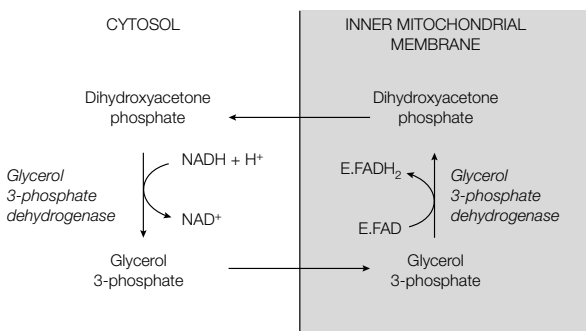 CYTOSOL
INNER MITOCHONDRIAL
MEMBRANE
Dihydroxyacetone
phosphate
Dihydroxyacetone
phosphate
Glycerol
3-phosphate
dehydrogenase
NADH + H⁺
NAD⁺
E.FADH₂
E.FAD
Glycerol
3-phosphate
dehydrogenase
Glycerol
3-phosphate
Glycerol
3-phosphate